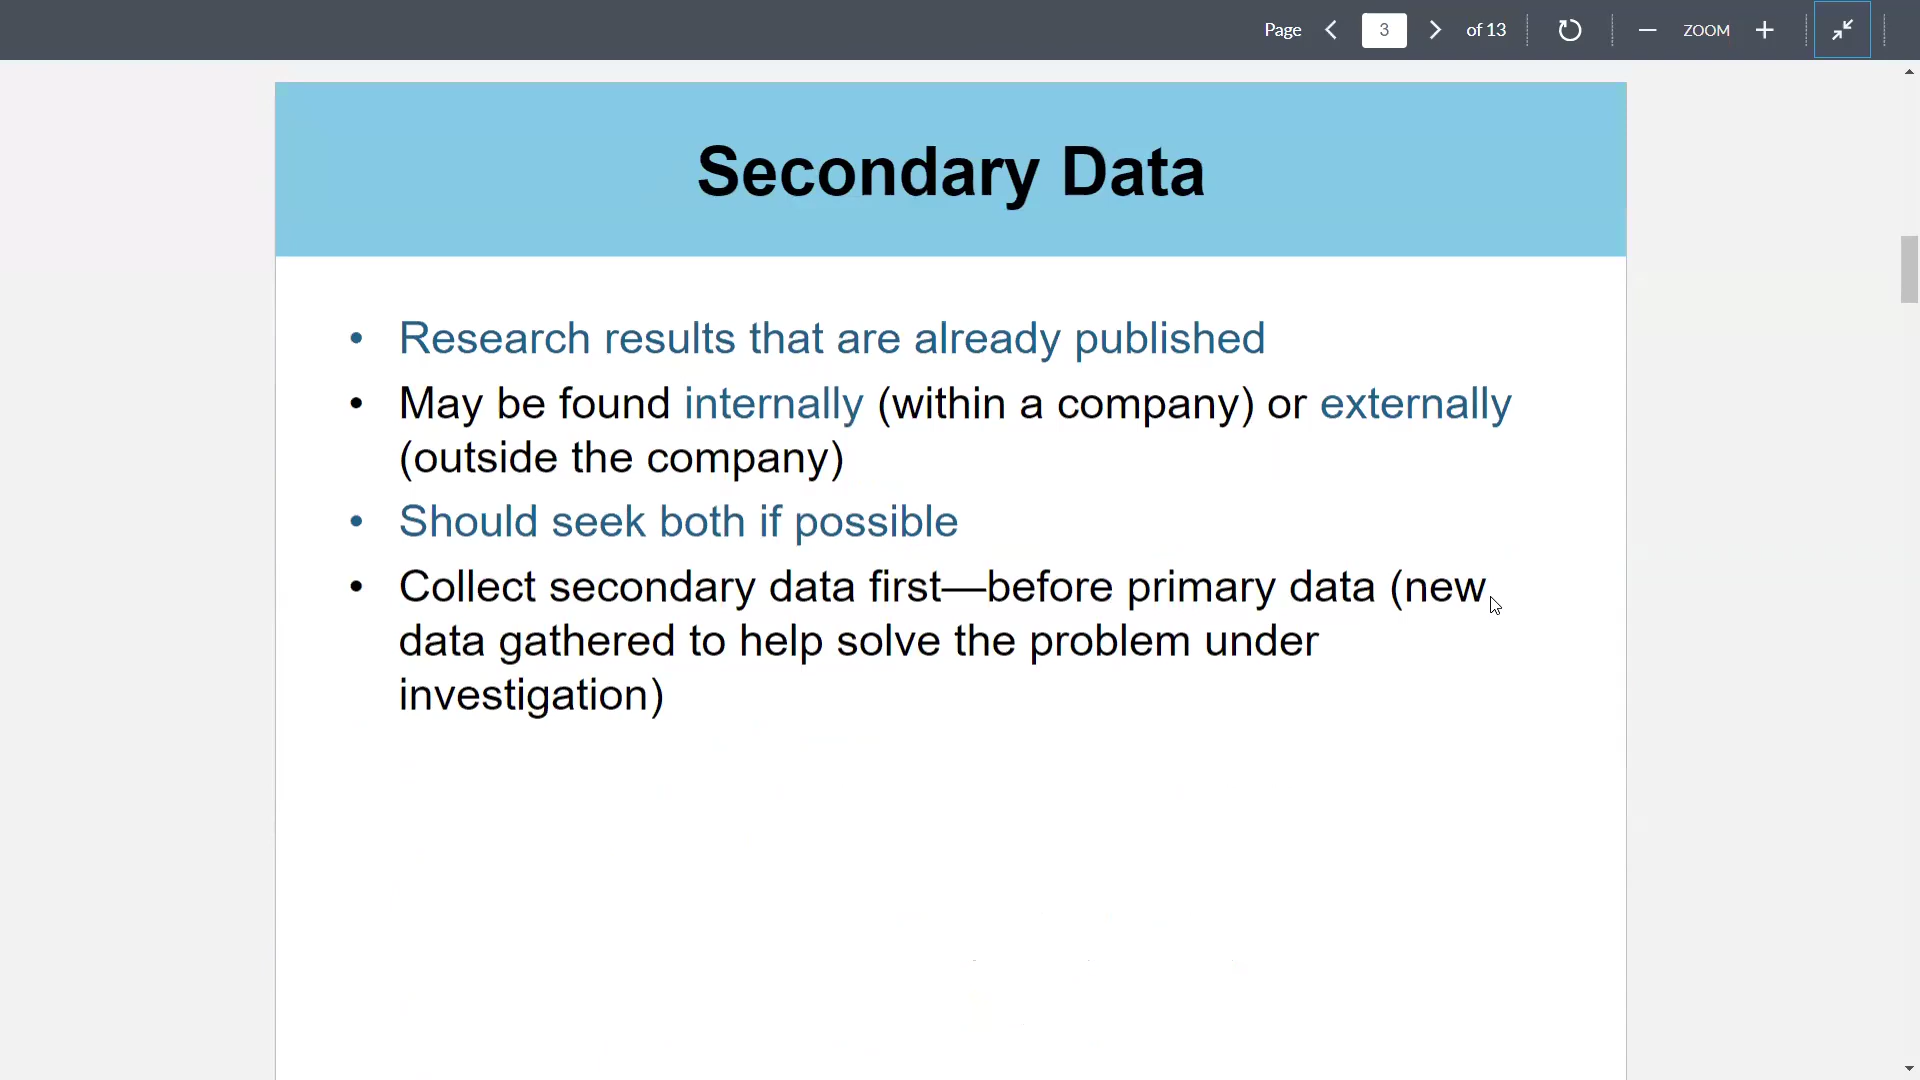 Page 3 of 13 ZOOM
Secondary Data
• Research results that are already published
• May be found internally (within a company) or externally
(outside the company)
• Should seek both if possible
• Collect secondary data first—before primary data (new
data gathered to help solve the problem under
investigation)